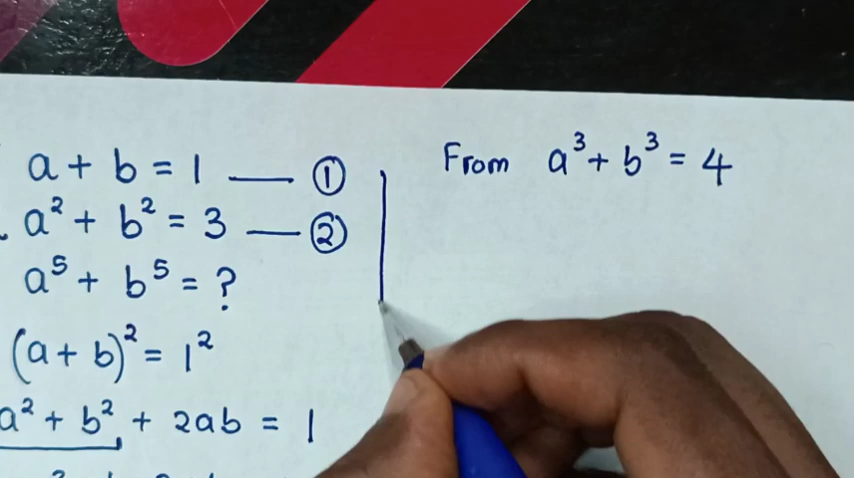 a + b = 1 — ①
a² + b² = 3 — ②
a⁵ + b⁵ = ?
(a + b)² = 1²
a² + b² + 2ab = 1
From a³ + b³ = 4